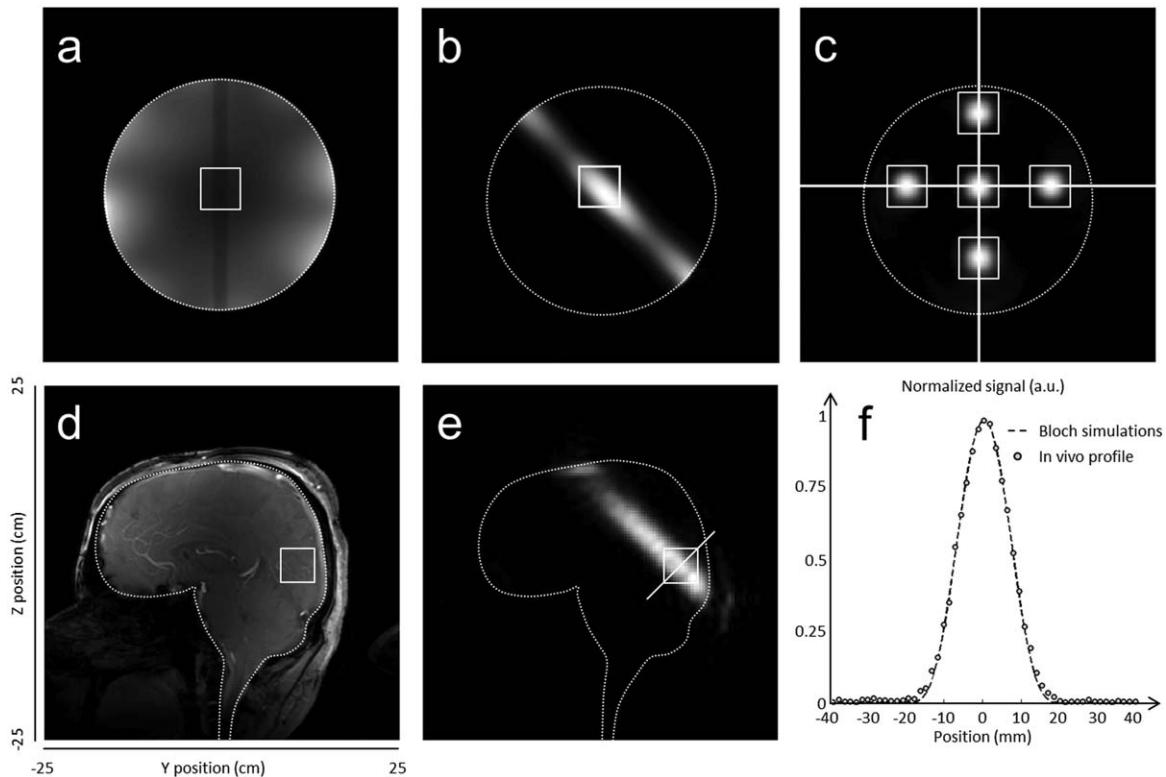 a
b
c
25
d
e
Normalized signal (a.u.)
f
1
Bloch simulations
In vivo profile
0.75
0.5
0.25
0
-40 -30 -20 -10 0 10 20 30 40
Position (mm)
Z position (cm)
-25
-25 Y position (cm) 25